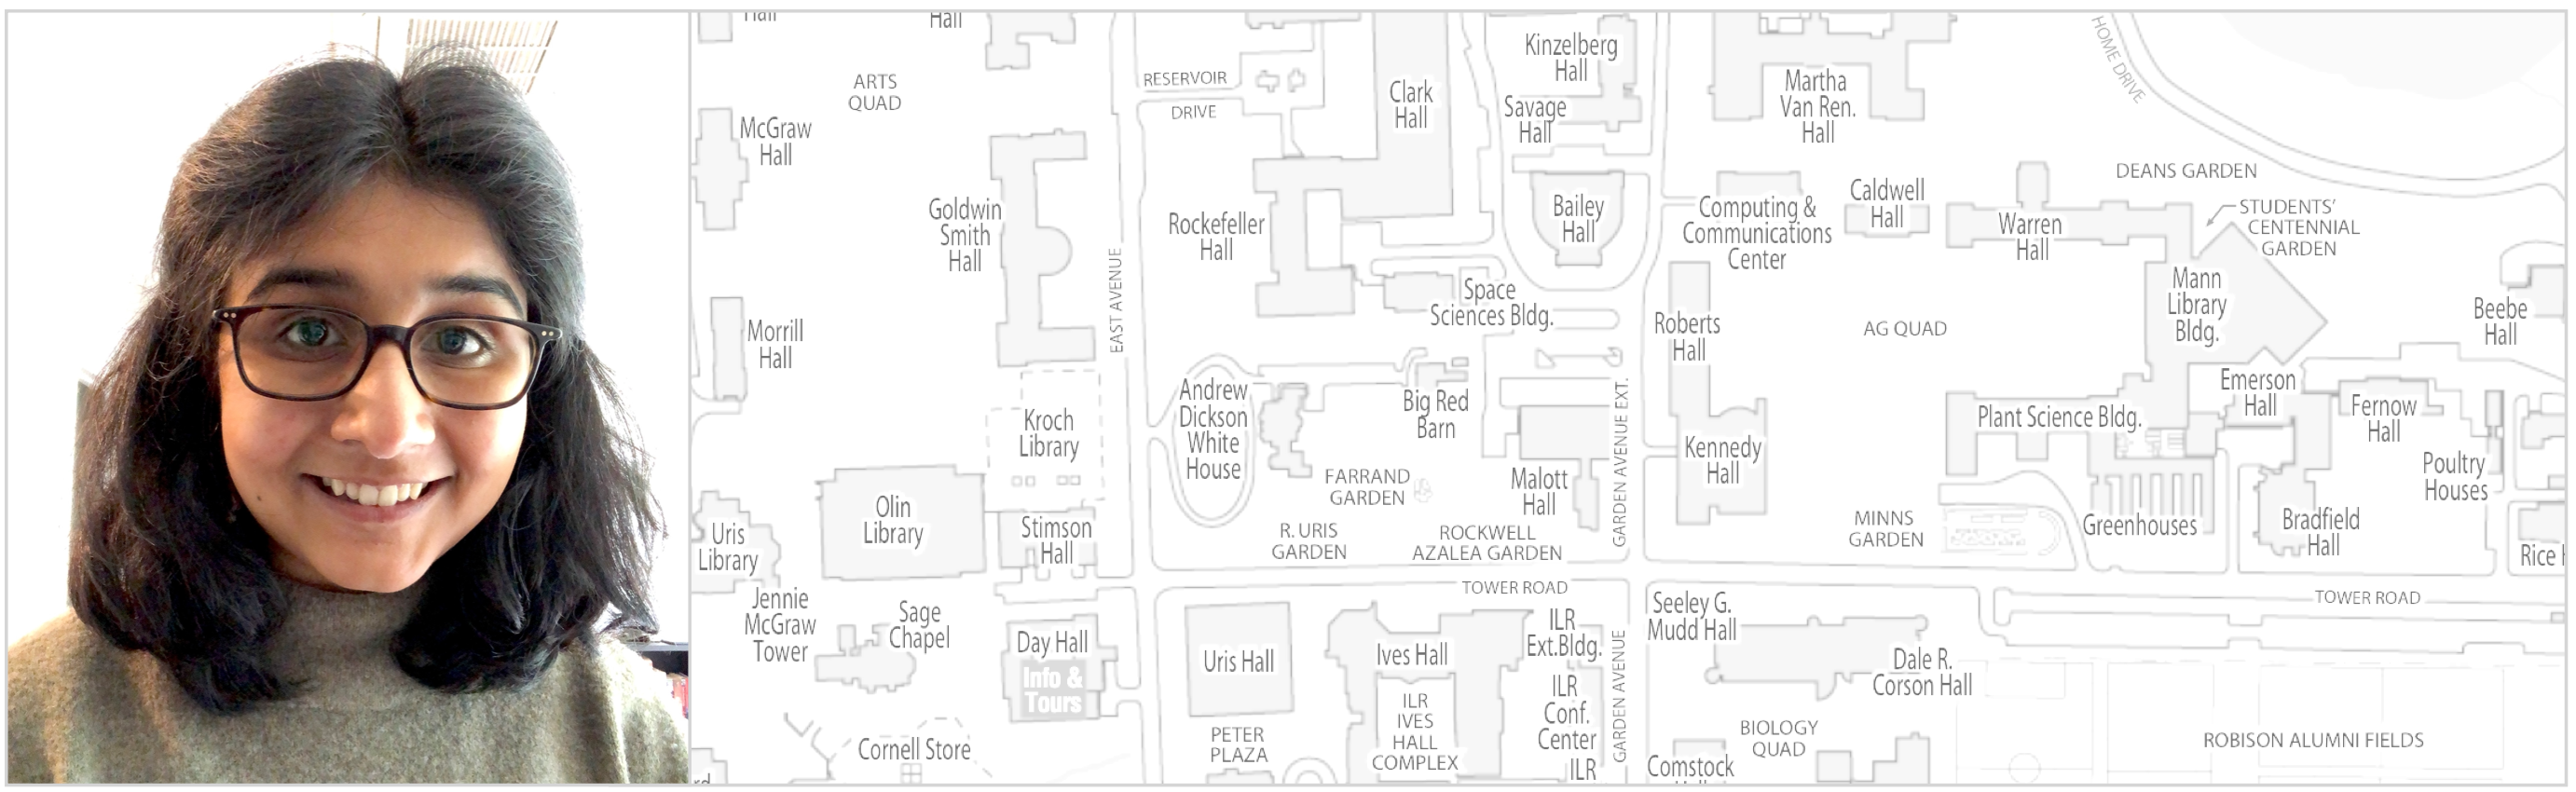 Hall
Hall
ARTS
QUAD
McGraw
Hall
Goldwin
Smith
Hall
Morrill
Hall
Kroch
Library
Olin
Library
Uris
Library
Stimson
Hall
Jennie
McGraw
Tower
Sage
Chapel
Day Hall
Info &
Tours
Cornell Store
EAST AVENUE
RESERVOIR
DRIVE
Clark
Hall
Kinzelberg
Hall
Savage
Hall
Rockefeller
Hall
Bailey
Hall
Space
Sciences Bldg.
Andrew
Dickson
White
House
Big Red
Barn
FARRAND
GARDEN
Malott
Hall
R. URIS
GARDEN
ROCKWELL
AZALEA GARDEN
GARDEN AVENUE EXT.
TOWER ROAD
Uris Hall
Ives Hall
ILR
Ext.Bldg.
ILR
IVES
HALL
COMPLEX
ILR
Conf.
Center
ILR
PETER
PLAZA
GARDEN AVENUE
Martha
Van Ren.
Hall
HOME DRIVE
DEANS GARDEN
Computing &
Communications
Center
Caldwell
Hall
Warren
Hall
STUDENTS'
CENTENNIAL
GARDEN
Mann
Library
Bldg.
Beebe
Hall
Roberts
Hall
AG QUAD
Emerson
Hall
Plant Science Bldg.
Fernow
Hall
Kennedy
Hall
Poultry
Houses
MINNS
GARDEN
Greenhouses
Bradfield
Hall
Rice
Seeley G.
Mudd Hall
TOWER ROAD
Dale R.
Corson Hall
BIOLOGY
QUAD
Comstock
ROBISON ALUMNI FIELDS